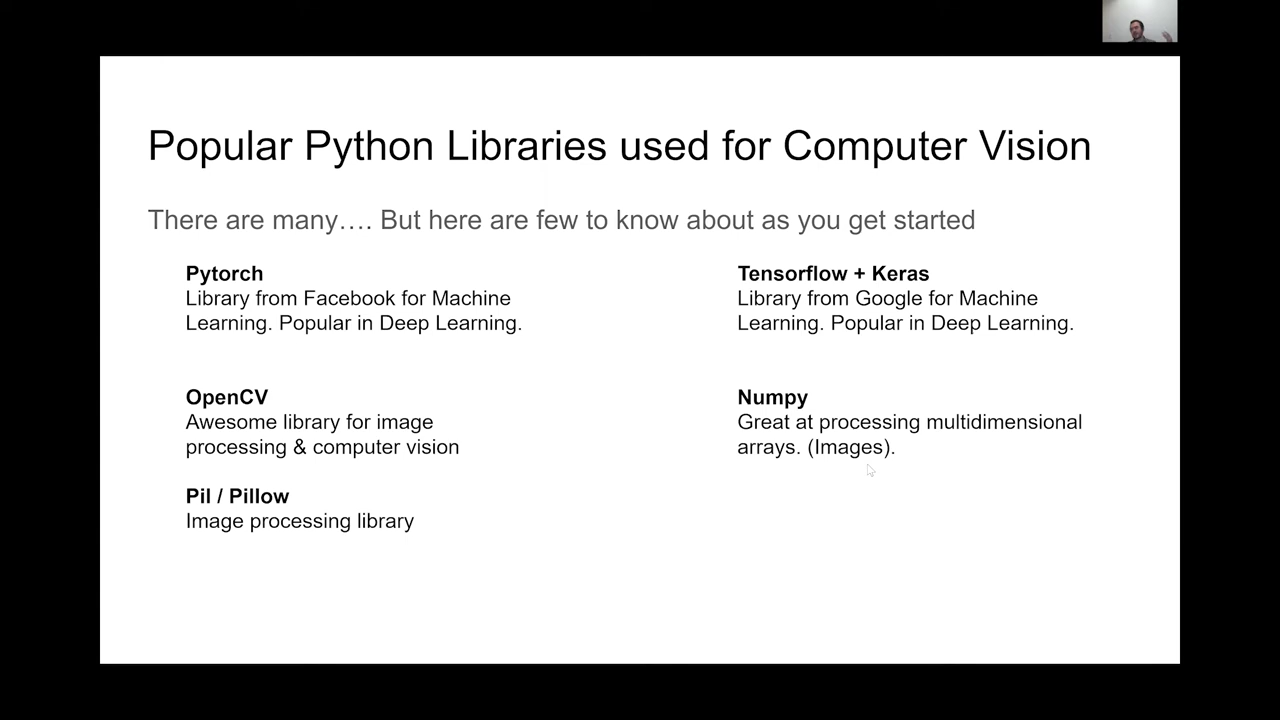 Popular Python Libraries used for Computer Vision
There are many.... But here are few to know about as you get started
Pytorch
Library from Facebook for Machine
Learning. Popular in Deep Learning.
Tensorflow + Keras
Library from Google for Machine
Learning. Popular in Deep Learning.
OpenCV
Awesome library for image
processing & computer vision
Numpy
Great at processing multidimensional
arrays. (Images).
Pil / Pillow
Image processing library